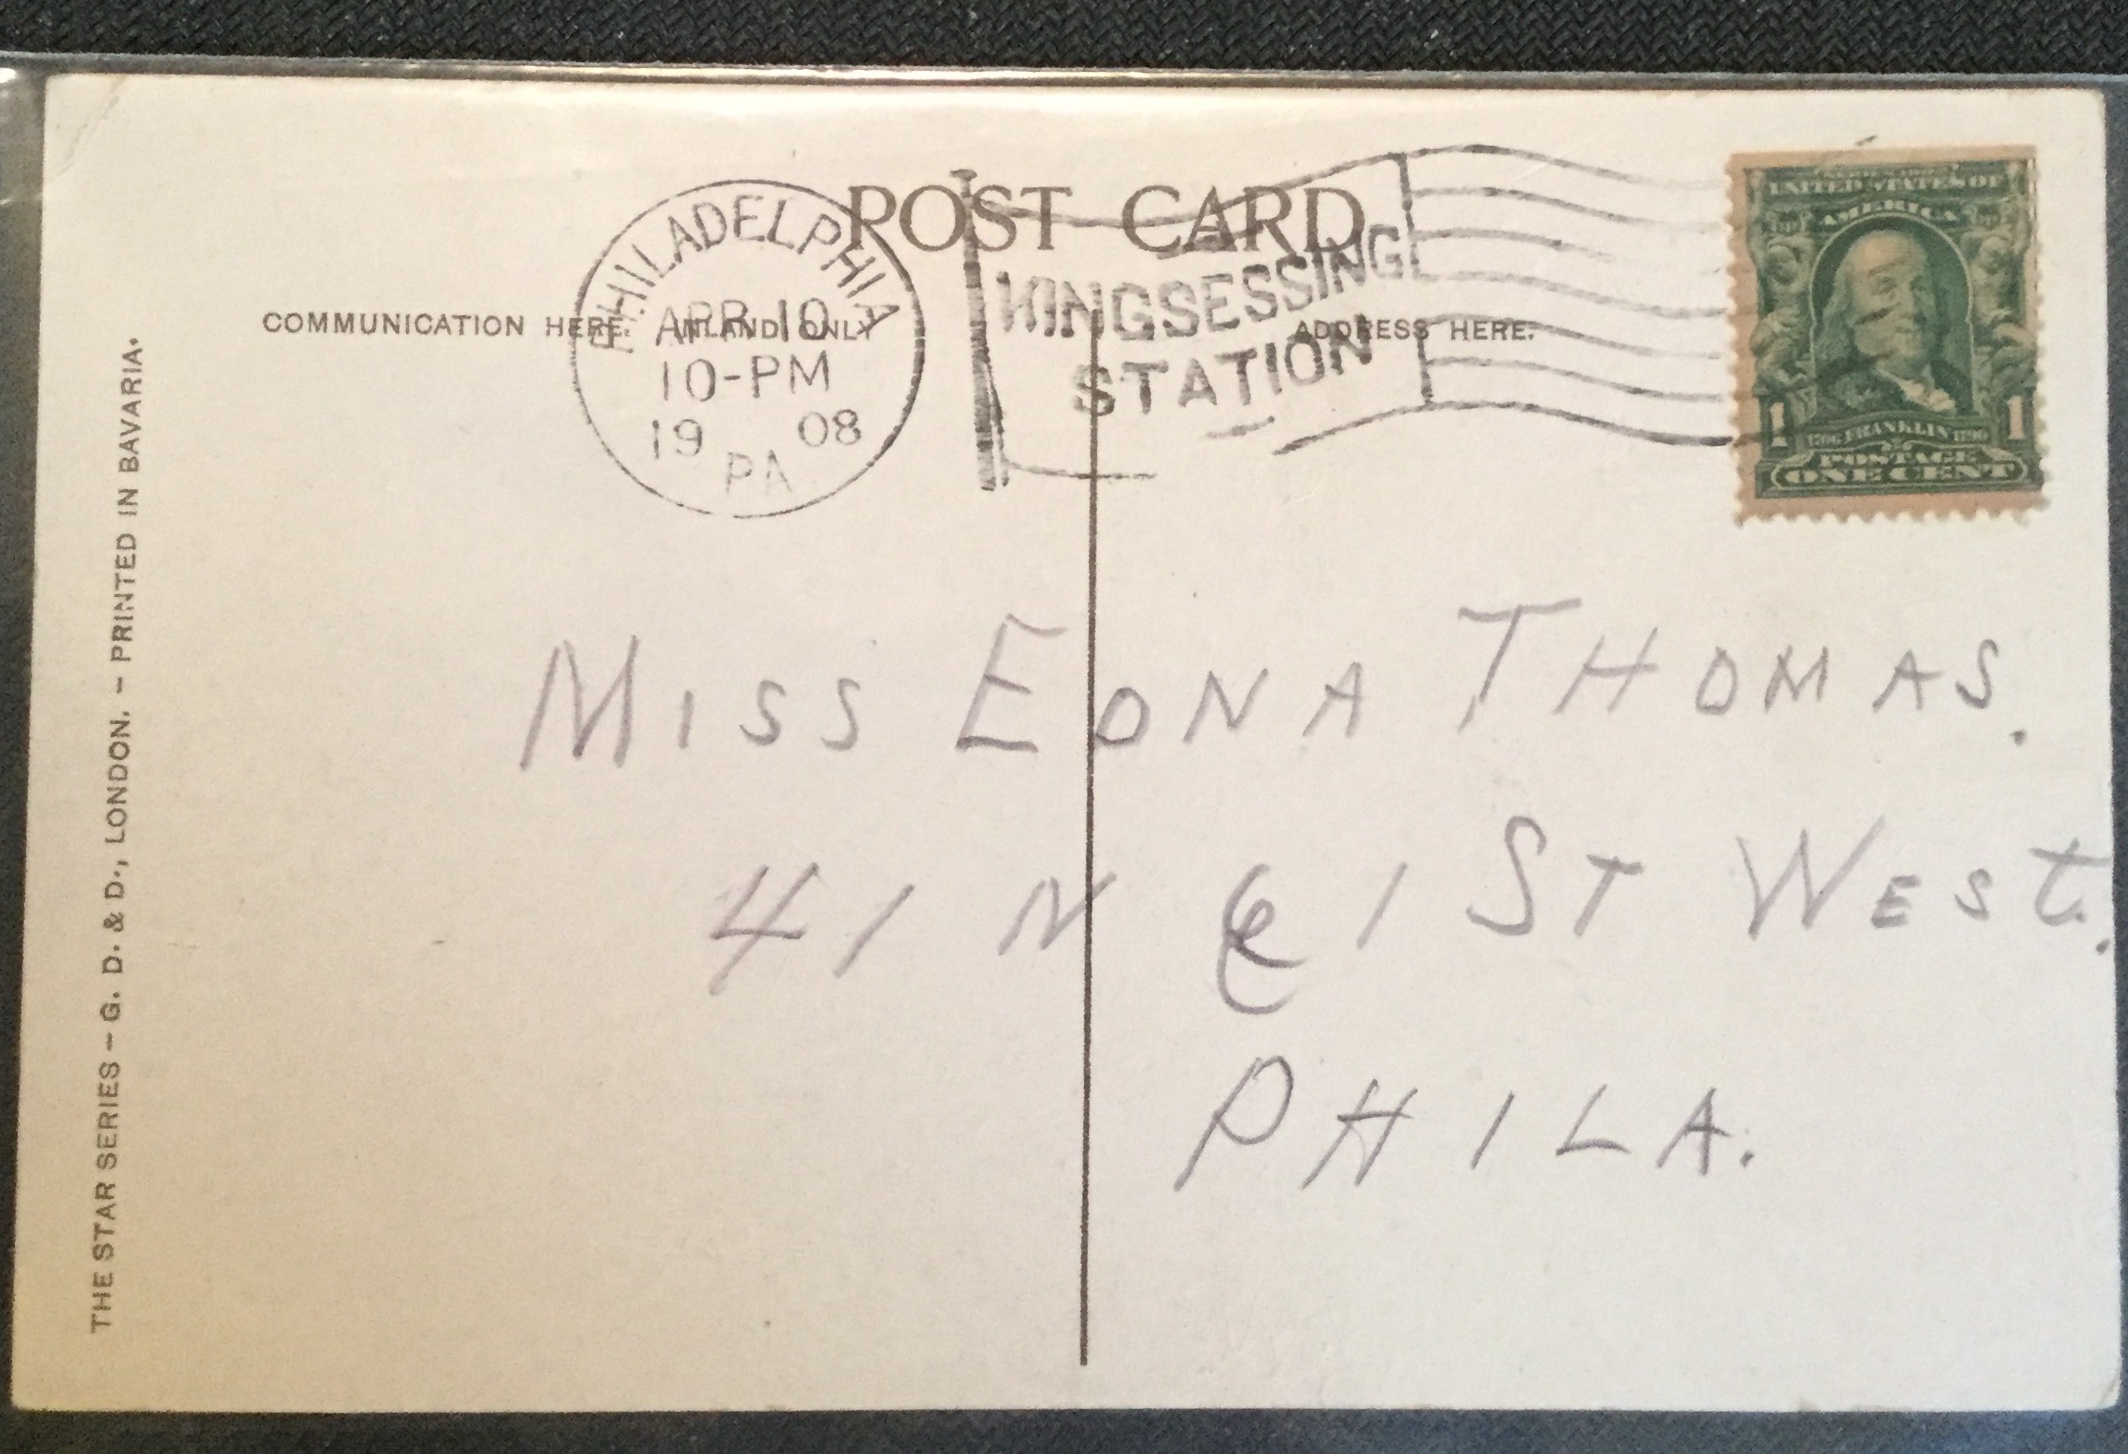 POST CARD
PHILADELPHIA
APR 10
10-PM
19 08
PA
KINGSESSING
STATION
COMMUNICATION HERE. INLAND ONLY
ADDRESS HERE.
UNITED STATES OF
AMERICA
1 1
1706 FRANKLIN 1790
POSTAGE
ONE CENT
MISS EDNA THOMAS.
41 N 61 ST WEST.
PHILA.
THE STAR SERIES – G. D. & D., LONDON. – PRINTED IN BAVARIA.